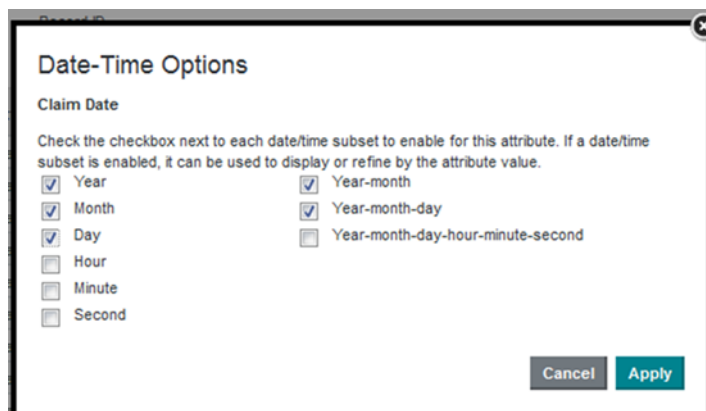 Date-Time Options
Claim Date
Check the checkbox next to each date/time subset to enable for this attribute. If a date/time
subset is enabled, it can be used to display or refine by the attribute value.
Year
Year-month
Month
Year-month-day
Day
Year-month-day-hour-minute-second
Hour
Minute
Second
Cancel
Apply